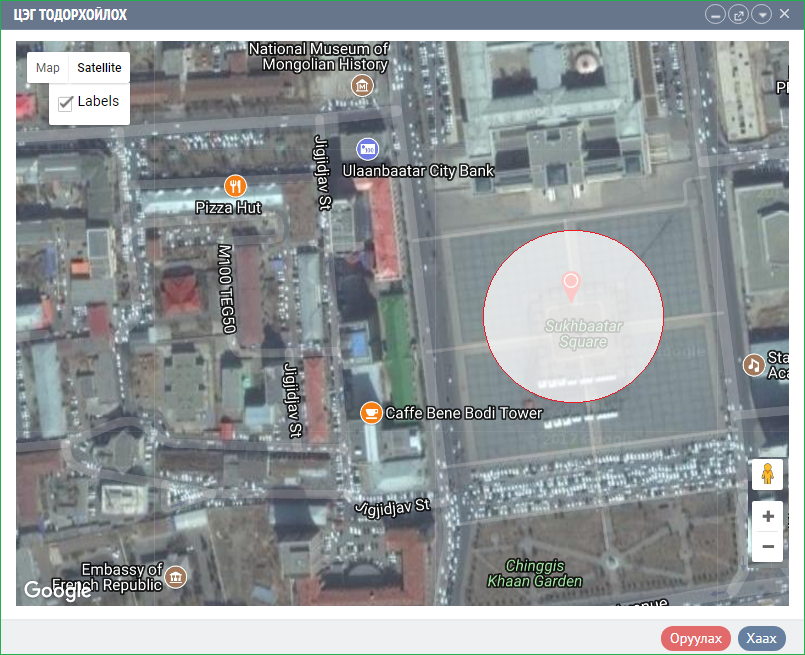 ЦЭГ ТОДОРХОЙЛОХ
Map
Satellite
Labels
National Museum of
Mongolian History
Jigjidjav St
Ulaanbaatar City Bank
Pizza Hut
M100 TEG50
Sukhbaatar
Square
Jigjidjav St
Caffe Bene Bodi Tower
Jigjidjav St
Chinggis
Khaan Garden
Embassy of
French Republic
Google
Оруулах
Хаах